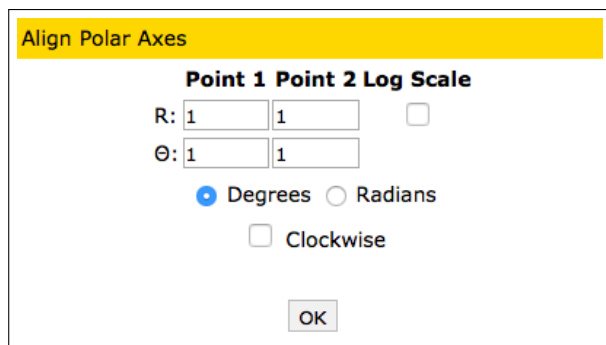 Align Polar Axes
Point 1 Point 2 Log Scale
R: 1 1
Θ: 1 1
Degrees Radians
Clockwise
OK